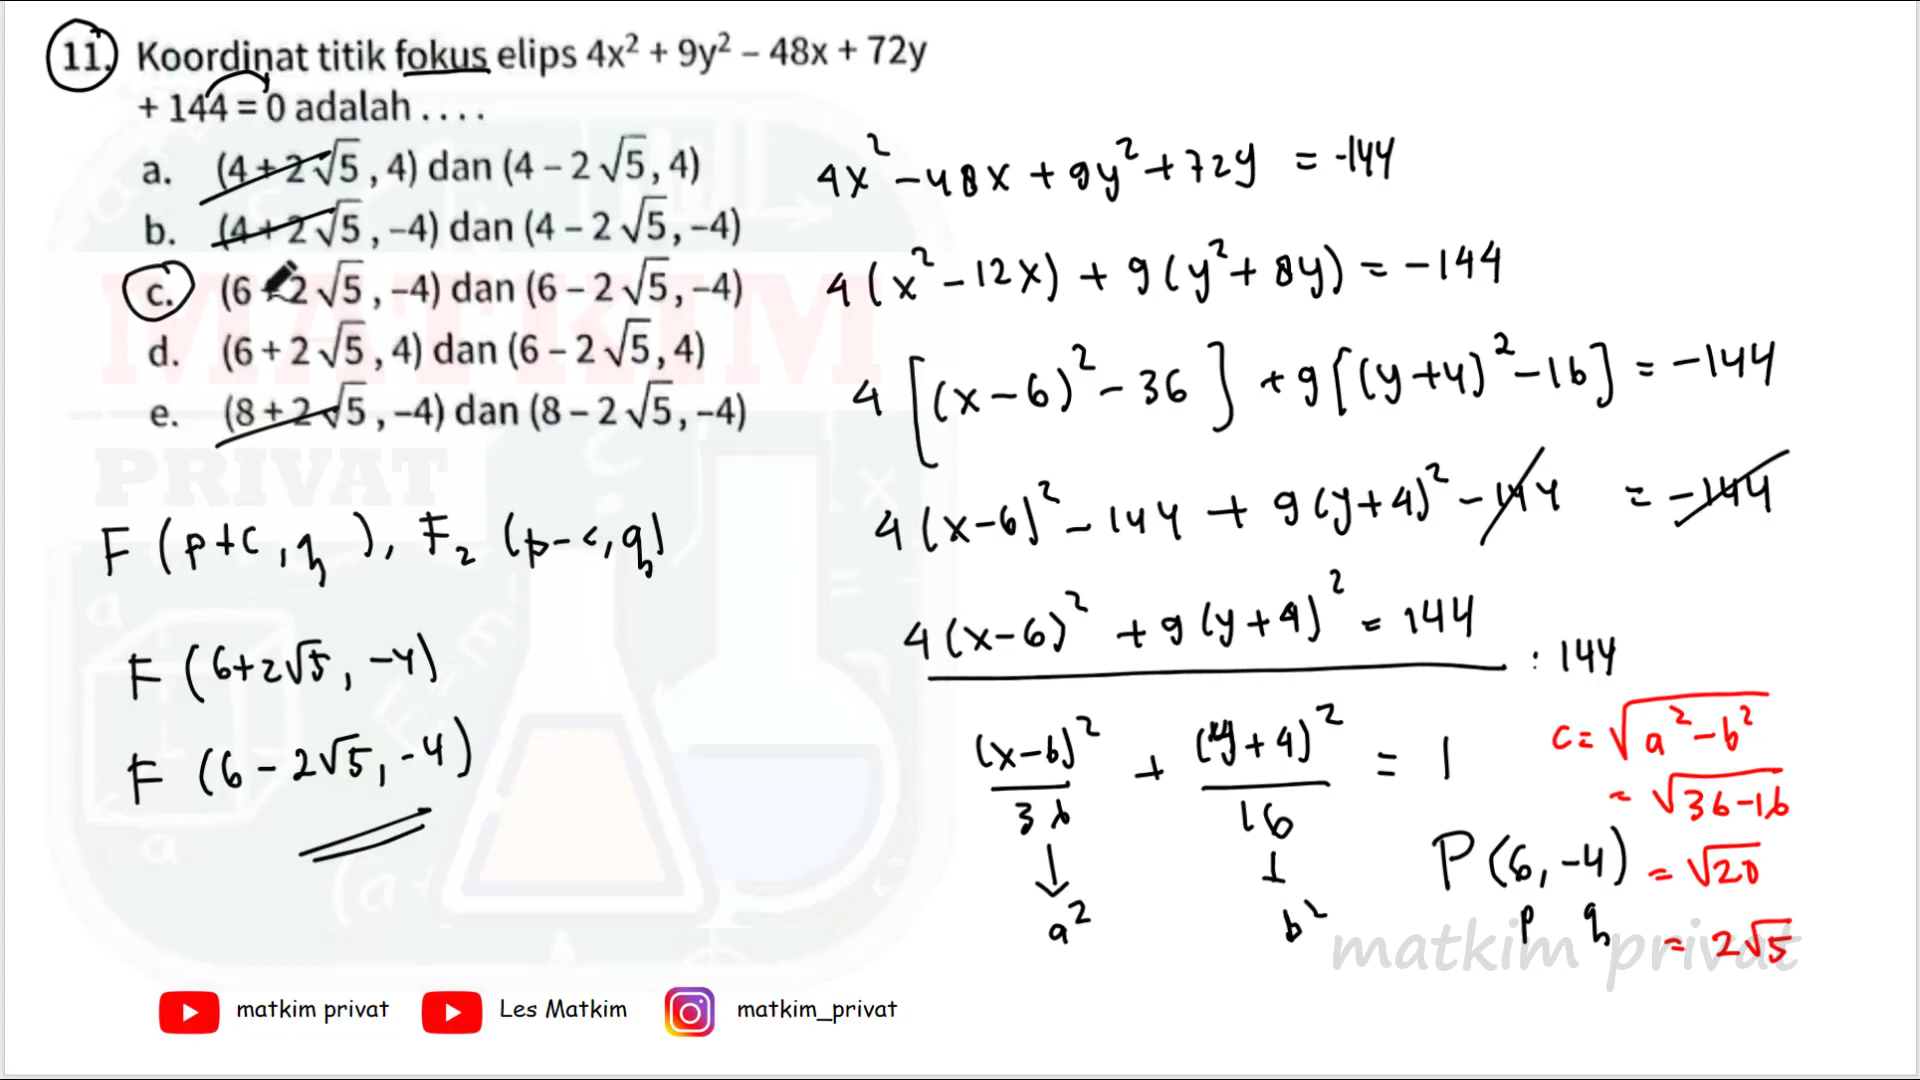 11. Koordinat titik fokus elips 4x² + 9y² – 48x + 72y
+ 144 = 0 adalah . . . .
a. (4 + 2√5, 4) dan (4 – 2√5, 4)
b. (4 + 2√5, –4) dan (4 – 2√5, –4)
c. (6 + 2√5, –4) dan (6 – 2√5, –4)
d. (6 + 2√5, 4) dan (6 – 2√5, 4)
e. (8 + 2√5, –4) dan (8 – 2√5, –4)
F (p+c, q), F₂ (p-c, q)
F (6+2√5, -4)
F (6-2√5, -4)
4x² - 48x + 9y² + 72y = -144
4(x² - 12x) + 9(y² + 8y) = -144
4[(x-6)² - 36] + 9[(y+4)² - 16] = -144
4(x-6)² - 144 + 9(y+4)² - 144 = -144
4(x-6)² + 9(y+4)² = 144
: 144
(x-6)²/36 + (y+4)²/16 = 1
a² b²
P(6, -4)
p q
c = √a² - b²
= √36-16
= √20
= 2√5
MATKIM
PRIVAT
matkim privat
matkim privat Les Matkim matkim_privat